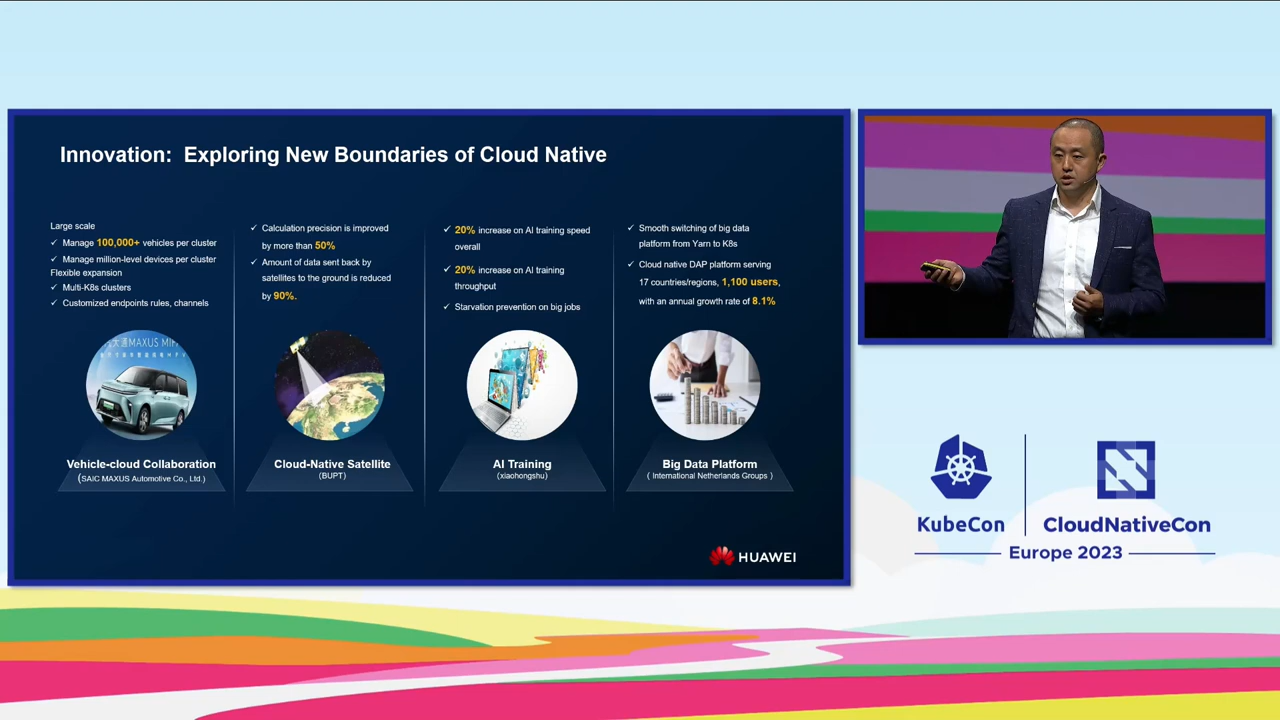 Innovation: Exploring New Boundaries of Cloud Native
Large scale
✓ Manage 100,000+ vehicles per cluster
✓ Manage million-level devices per cluster
Flexible expansion
✓ Multi-K8s clusters
✓ Customized endpoints rules, channels
Vehicle-cloud Collaboration
(SAIC MAXUS Automotive Co., Ltd.)
✓ Calculation precision is improved
by more than 50%
✓ Amount of data sent back by
satellites to the ground is reduced
by 90%.
Cloud-Native Satellite
(BUPT)
✓ 20% increase on AI training speed
overall
✓ 20% increase on AI training
throughput
✓ Starvation prevention on big jobs
AI Training
(xiaohongshu)
✓ Smooth switching of big data
platform from Yarn to K8s
✓ Cloud native DAP platform serving
17 countries/regions, 1,100 users,
with an annual growth rate of 8.1%
Big Data Platform
( International Netherlands Groups )
HUAWEI
KubeCon
CloudNativeCon
Europe 2023